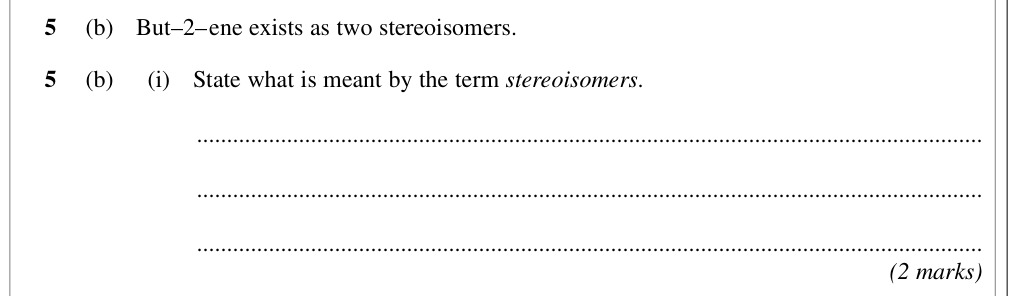 5 (b) But–2–ene exists as two stereoisomers.
5 (b) (i) State what is meant by the term stereoisomers.
................................................................................................................................
................................................................................................................................
................................................................................................................................
(2 marks)